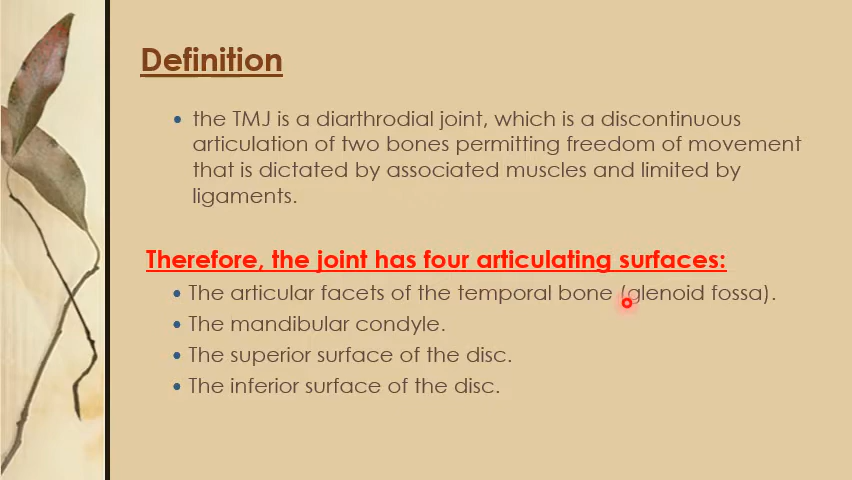 Definition
• the TMJ is a diarthrodial joint, which is a discontinuous
articulation of two bones permitting freedom of movement
that is dictated by associated muscles and limited by
ligaments.
Therefore, the joint has four articulating surfaces:
• The articular facets of the temporal bone (glenoid fossa).
• The mandibular condyle.
• The superior surface of the disc.
• The inferior surface of the disc.